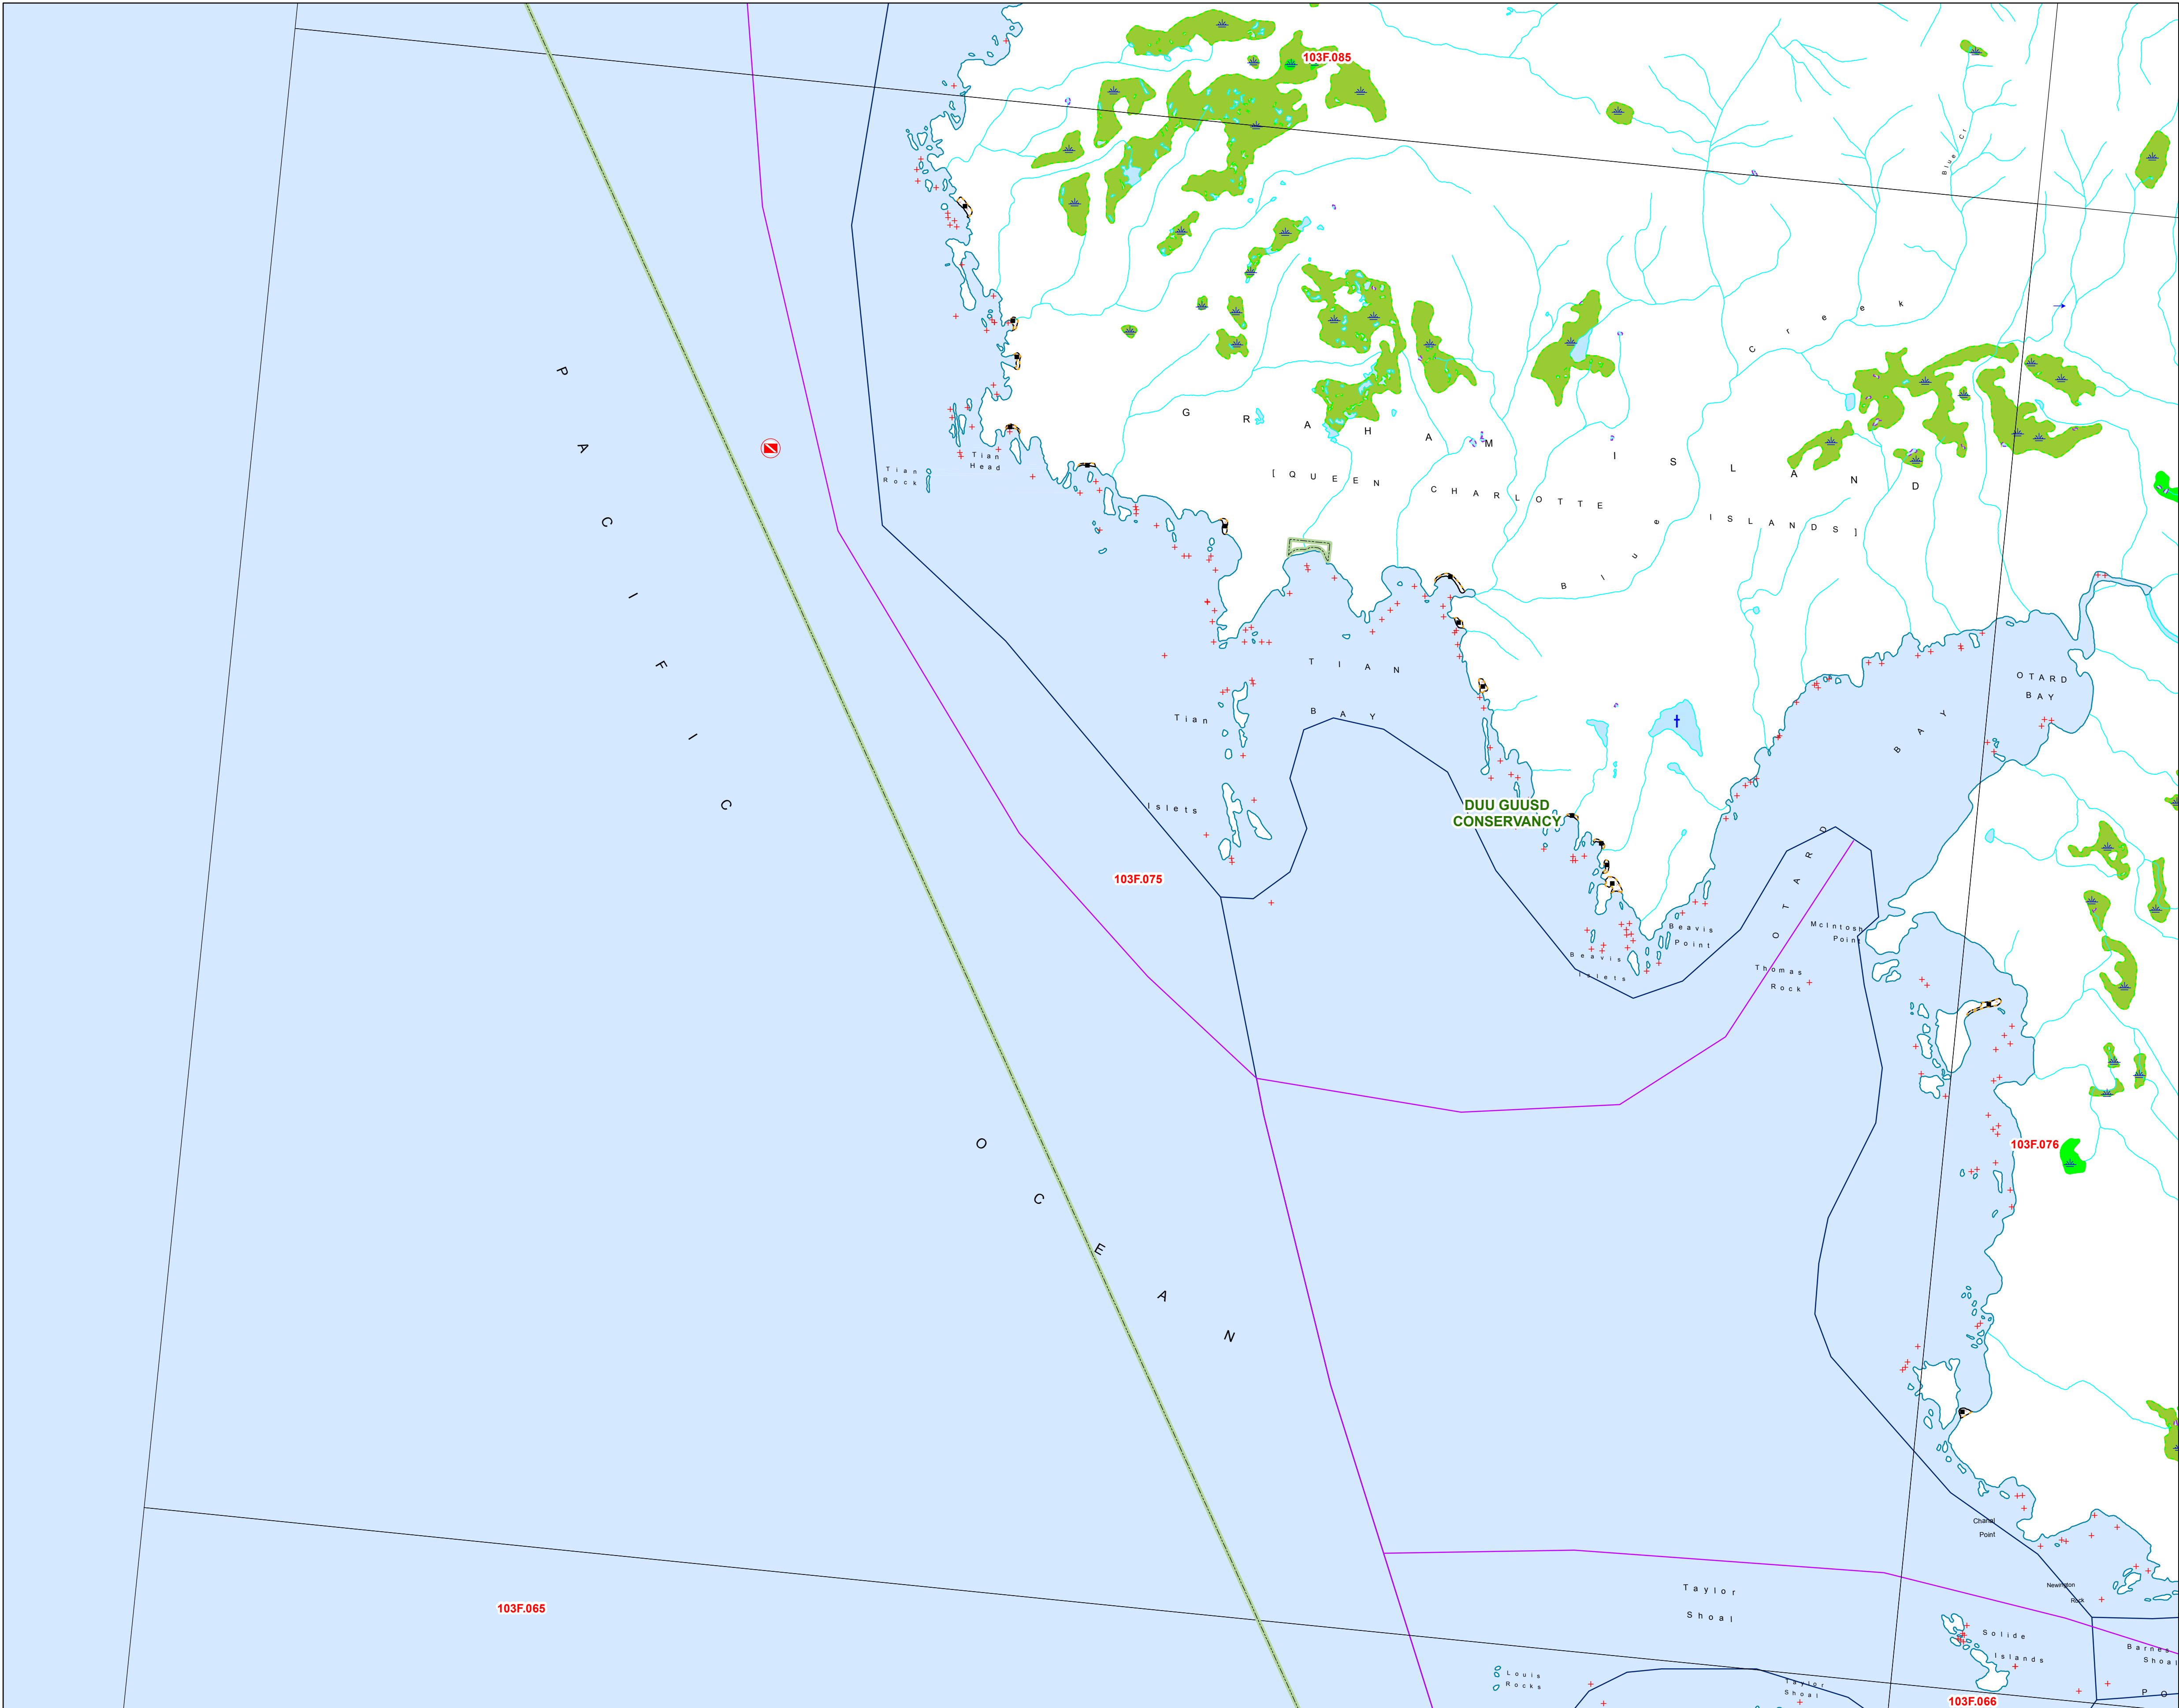 103F.085
Blue Cr
Blue Creek
PACIFIC
OCEAN
GRAHAM ISLAND
[QUEEN CHARLOTTE ISLANDS]
Tian
Rock
Tian
Head
TIAN
BAY
Tian
Islets
OTARD
BAY
OTARD BAY
DUU GUUSD
CONSERVANCY
103F.075
Beavis
Point
Beavis
Islets
McIntosh
Point
Thomas
Rock
103F.076
Chanal
Point
Newington
Rock
103F.065
Taylor
Shoal
Solide
Islands
Barnes
Shoal
Louis
Rocks
Taylor
Shoal
P O
103F.066